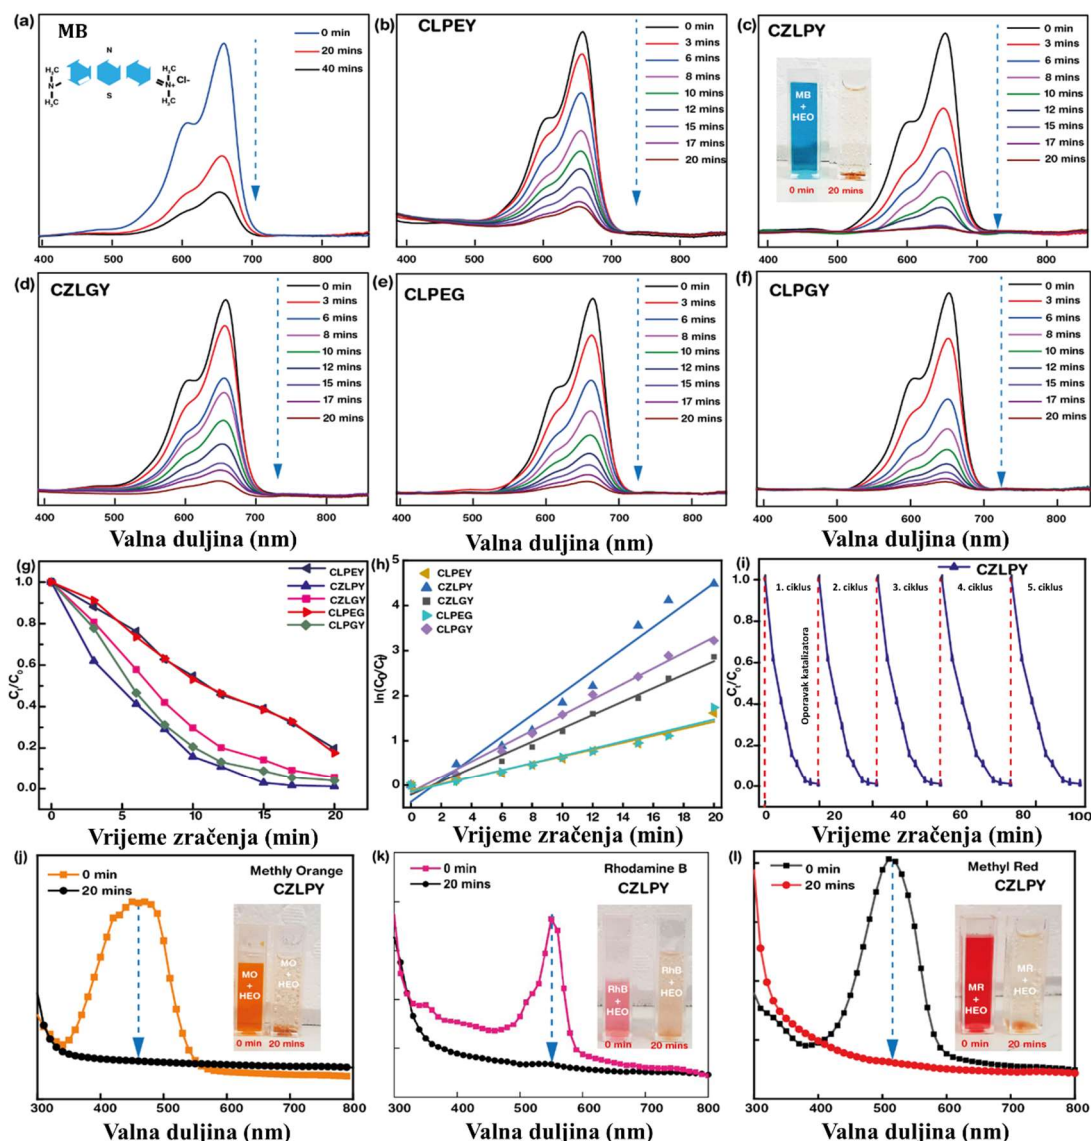 (a)
MB
N
S
H₃C
N
H₃C
CH₃
N+
CH₃
Cl-
0 min
20 mins
40 mins
400 500 600 700 800
(b) CLPEY
0 min
3 mins
6 mins
8 mins
10 mins
12 mins
15 mins
17 mins
20 mins
400 500 600 700 800
(c) CZLPY
MB
+
HEO
0 min 20 mins
0 min
3 mins
6 mins
8 mins
10 mins
12 mins
15 mins
17 mins
20 mins
400 500 600 700 800
(d) CZLGY
0 min
3 mins
6 mins
8 mins
10 mins
12 mins
15 mins
17 mins
20 mins
400 500 600 700 800
Valna duljina (nm)
(e) CLPEG
0 min
3 mins
6 mins
8 mins
10 mins
12 mins
15 mins
17 mins
20 mins
400 500 600 700 800
Valna duljina (nm)
(f) CLPGY
0 min
3 mins
6 mins
8 mins
10 mins
12 mins
15 mins
17 mins
20 mins
400 500 600 700 800
Valna duljina (nm)
(g)
CLPEY
CZLPY
CZLGY
CLPEG
CLPGY
1.0
0.8
0.6
0.4
0.2
0.0
Cₜ/C₀
0 5 10 15 20
Vrijeme zračenja (min)
(h)
CLPEY
CZLPY
CZLGY
CLPEG
CLPGY
5
4
3
2
1
0
ln(C₀/Cₜ)
0 2 4 6 8 10 12 14 16 18 20
Vrijeme zračenja (min)
(i)
CZLPY
1. ciklus 2. ciklus 3. ciklus 4. ciklus 5. ciklus
Oporavak katalizatora
1.0
0.8
0.6
0.4
0.2
0.0
Cₜ/C₀
0 20 40 60 80 100
Vrijeme zračenja (min)
(j)
0 min
20 mins
Methly Orange
CZLPY
MO
+
HEO
MO
+
HEO
0 min 20 mins
300 400 500 600 700 800
Valna duljina (nm)
(k)
0 min
20 mins
Rhodamine B
CZLPY
RhB
+
HEO
RhB
+
HEO
0 min 20 mins
300 400 500 600 700 800
Valna duljina (nm)
(l)
0 min
20 mins
Methyl Red
CZLPY
MR
+
HEO
MR
+
HEO
0 min 20 mins
300 400 500 600 700 800
Valna duljina (nm)